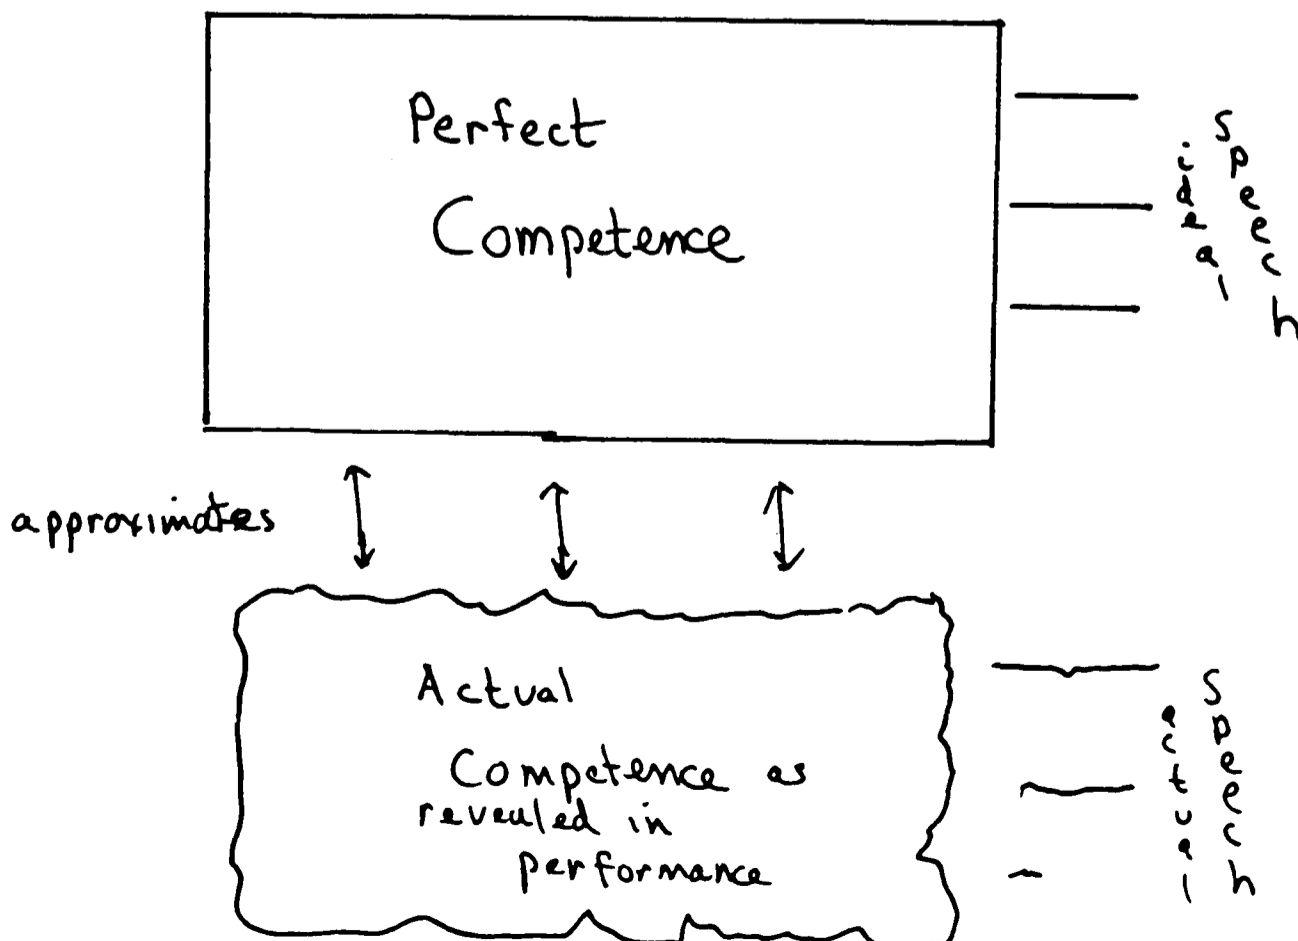 Perfect
Competence
ideal
Speech
approximates
Actual
Competence as
revealed in
performance
actual
Speech